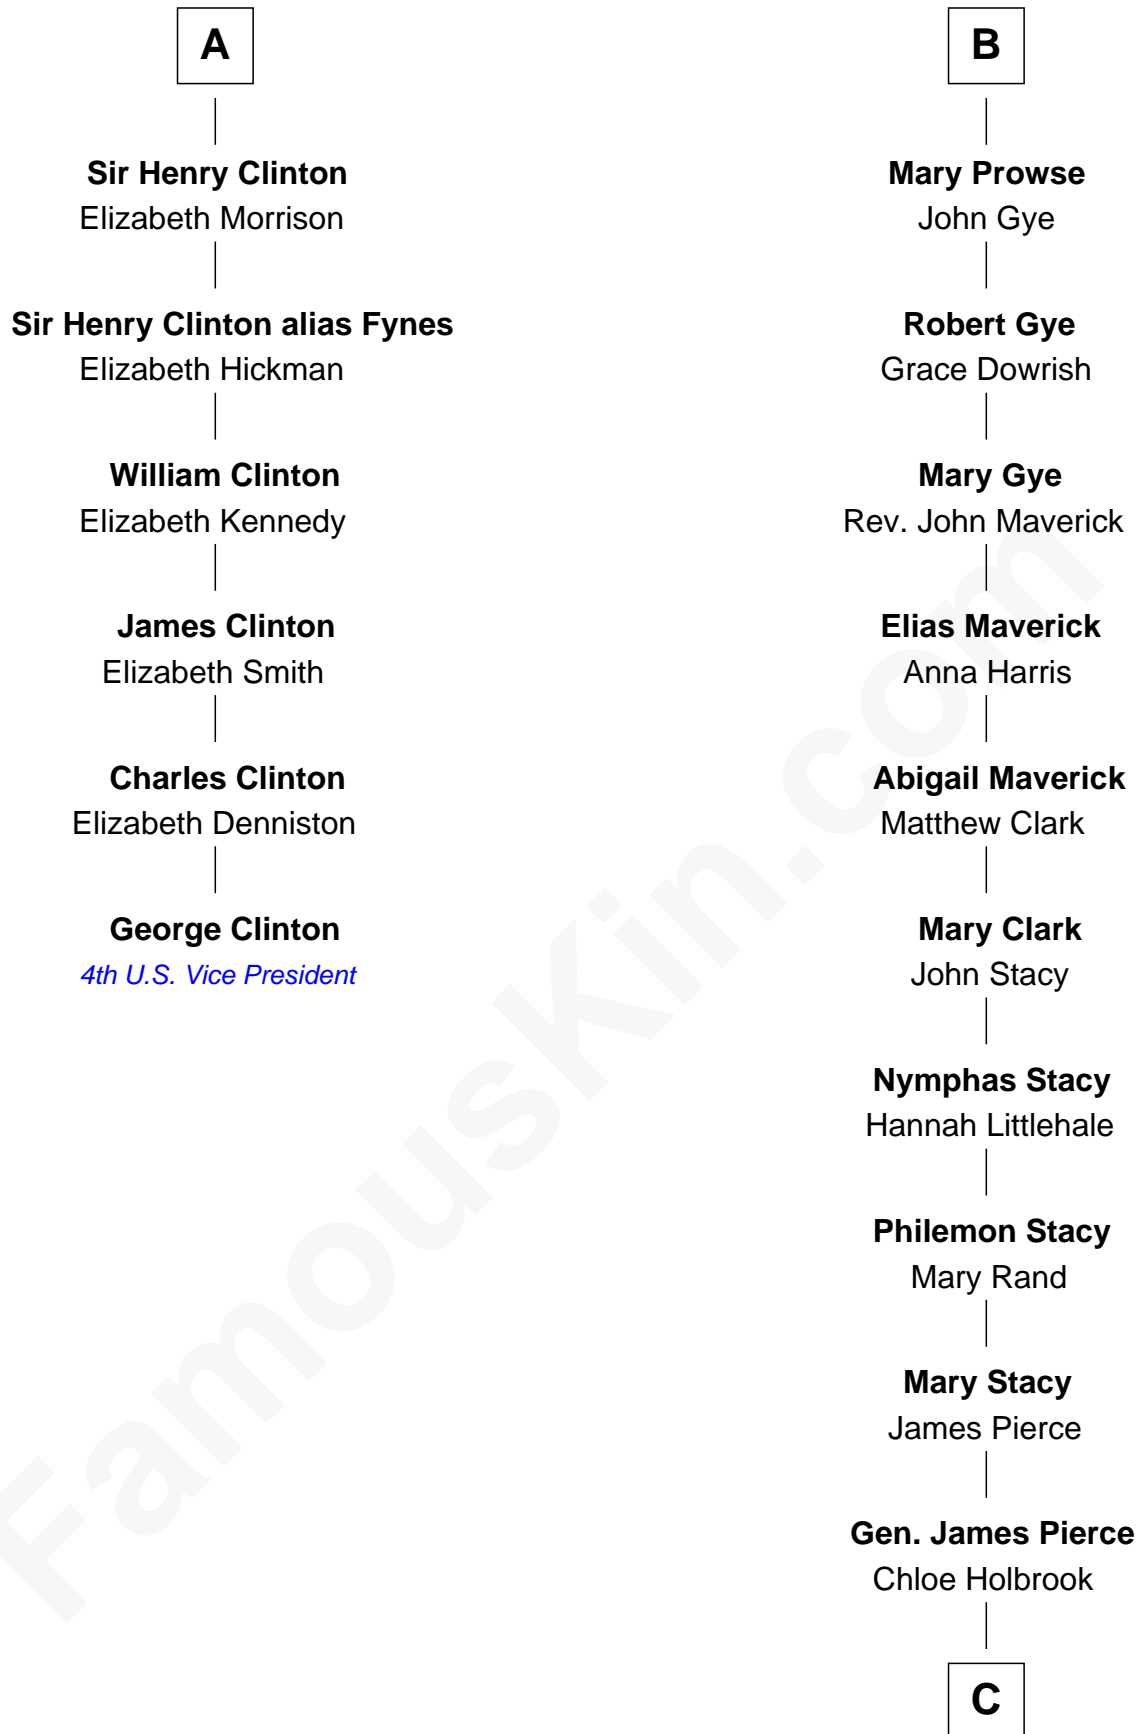 A
Sir Henry Clinton
Elizabeth Morrison
Sir Henry Clinton alias Fynes
Elizabeth Hickman
William Clinton
Elizabeth Kennedy
James Clinton
Elizabeth Smith
Charles Clinton
Elizabeth Denniston
George Clinton
4th U.S. Vice President
B
Mary Prowse
John Gye
Robert Gye
Grace Dowrish
Mary Gye
Rev. John Maverick
Elias Maverick
Anna Harris
Abigail Maverick
Matthew Clark
Mary Clark
John Stacy
Nymphas Stacy
Hannah Littlehale
Philemon Stacy
Mary Rand
Mary Stacy
James Pierce
Gen. James Pierce
Chloe Holbrook
C
FamousKin.com